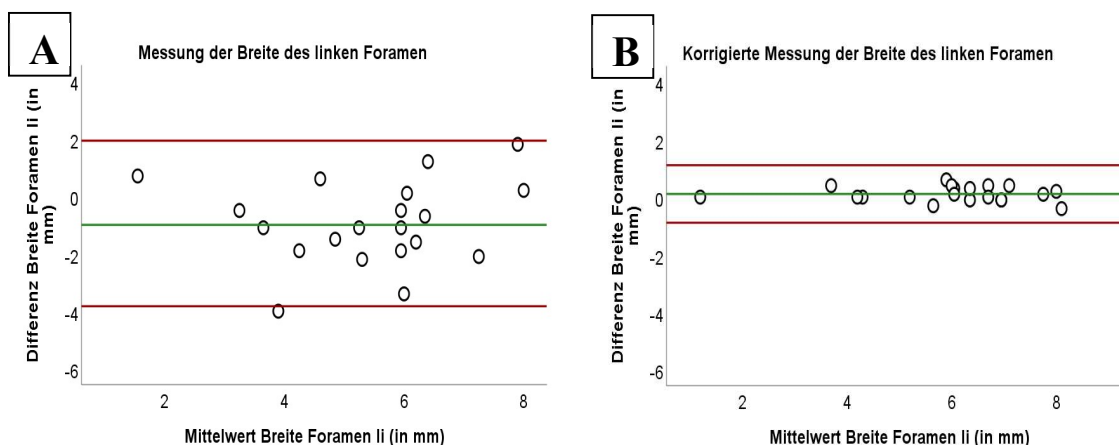 A
Messung der Breite des linken Foramen
Differenz Breite Foramen li (in
mm)
4
2
0
-2
-4
-6
2 4 6 8
Mittelwert Breite Foramen li (in mm)
B
Korrigierte Messung der Breite des linken Foramen
Differenz Breite Foramen li (in
mm)
4
2
0
-2
-4
-6
2 4 6 8
Mittelwert Breite Foramen li (in mm)